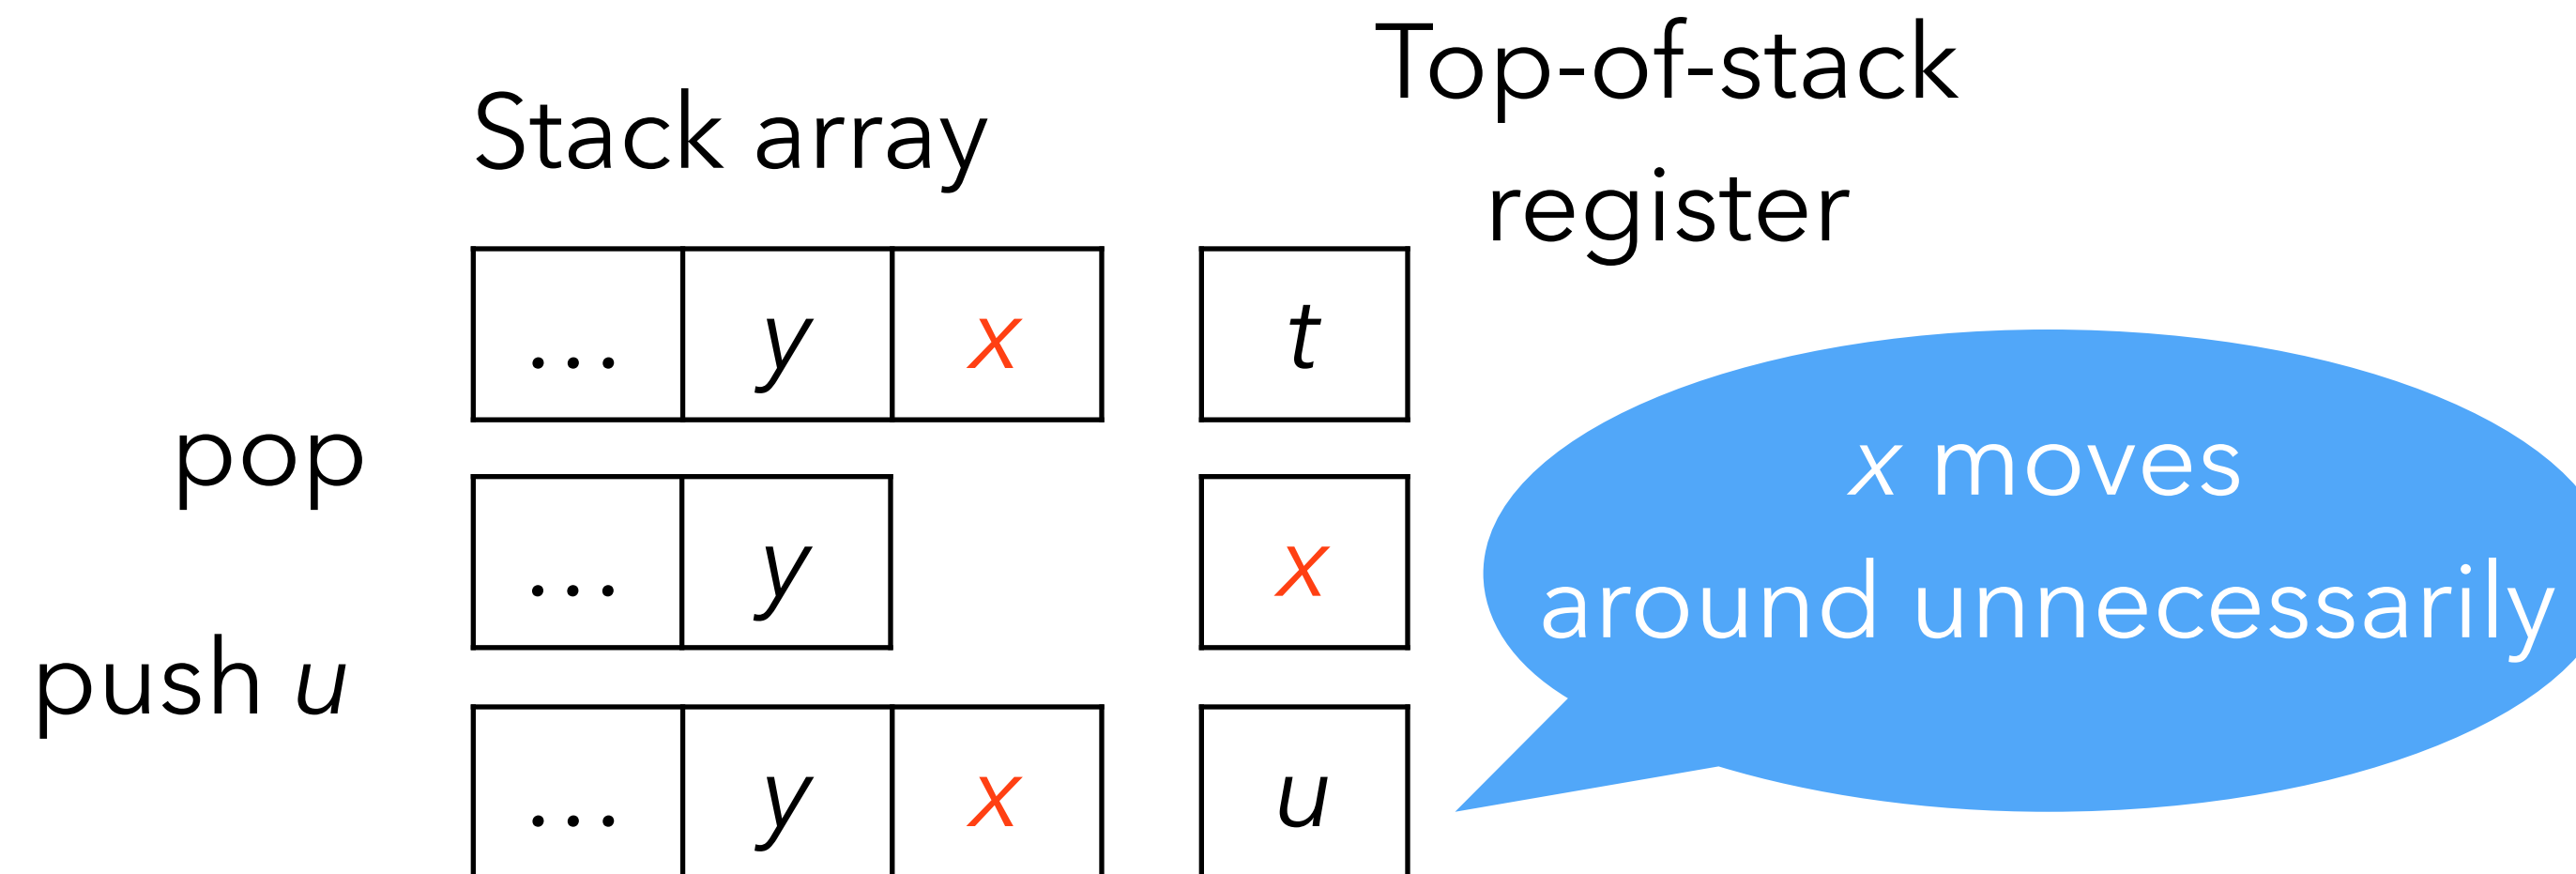 Top-of-stack
register
Stack array
… y x t
pop
… y x
push u
… y x u
x moves
around unnecessarily